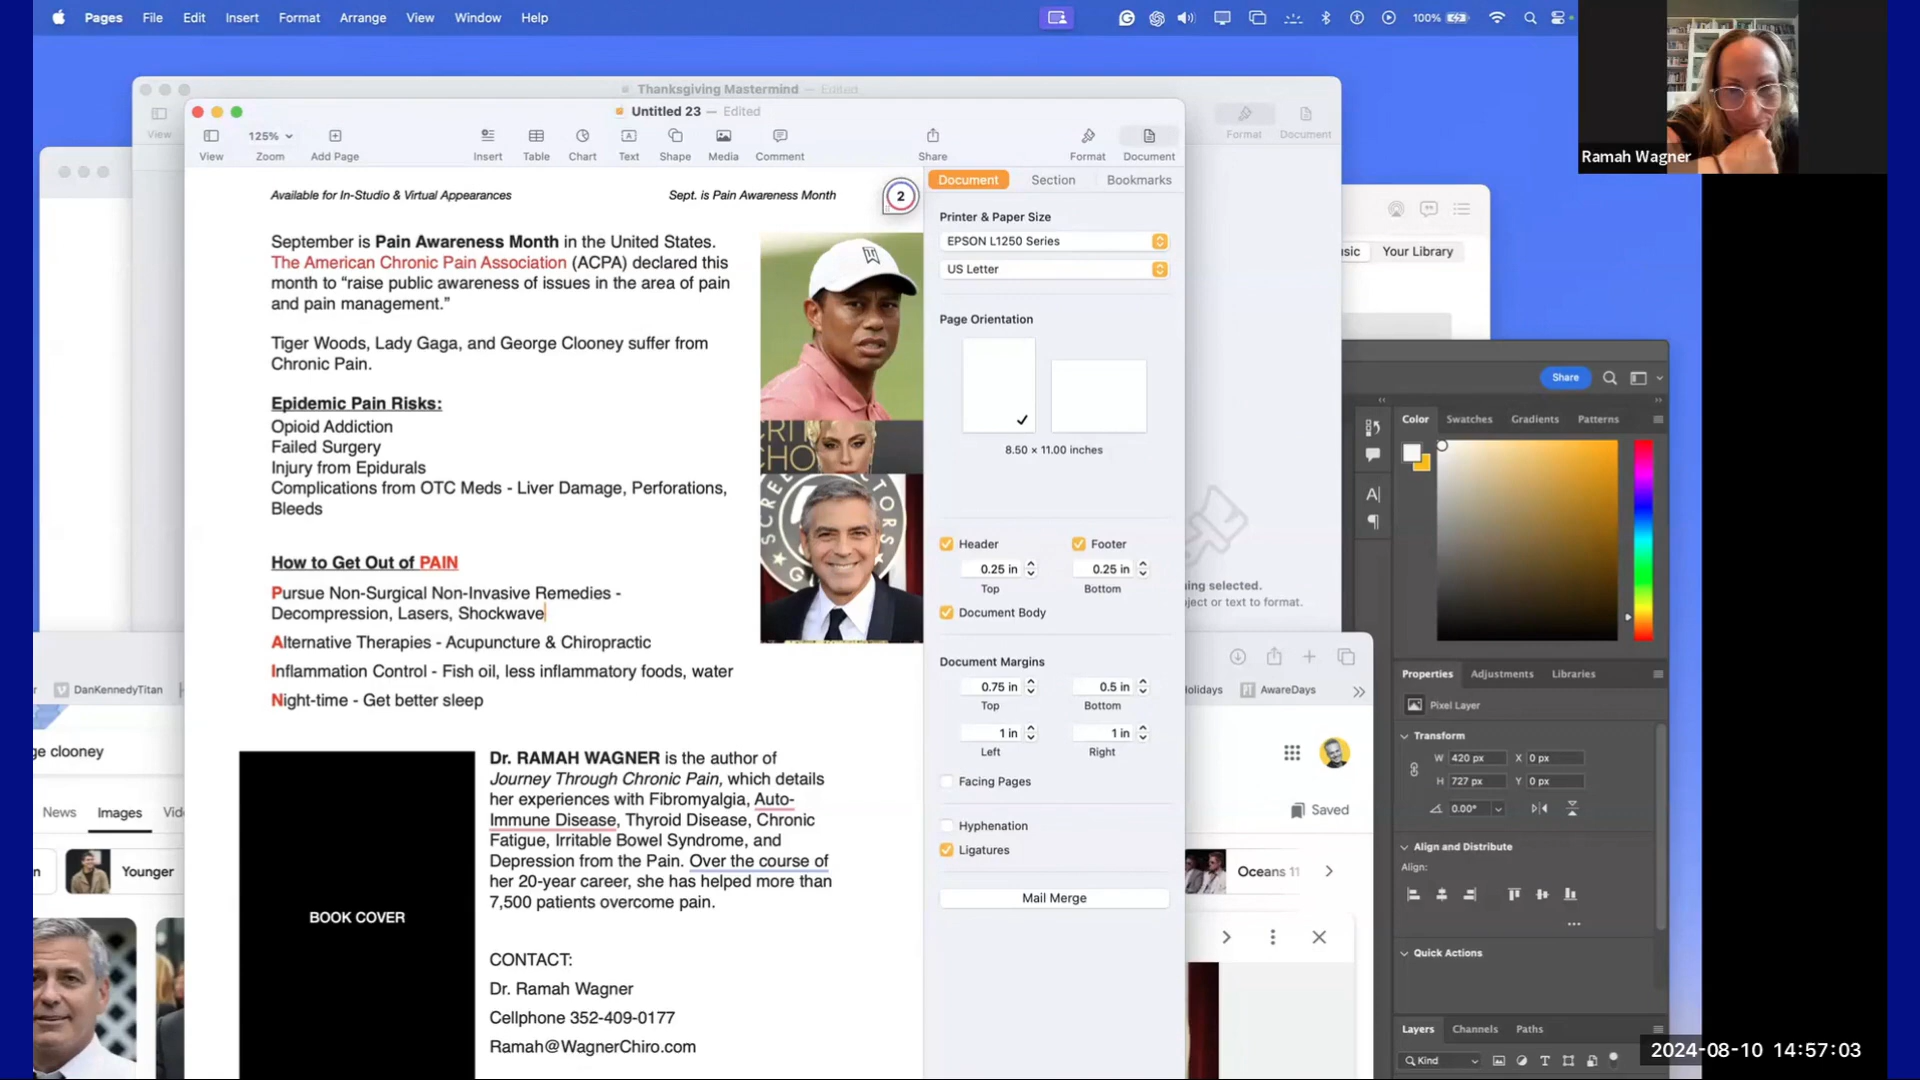 Pages File Edit Insert Format Arrange View Window Help
100%
Thanksgiving Mastermind — Edited
Untitled 23 — Edited
View
125%
View Zoom Add Page Insert Table Chart Text Shape Media Comment Share Format Document
Format Document
Ramah Wagner
Available for In-Studio & Virtual Appearances
Sept. is Pain Awareness Month
2
September is Pain Awareness Month in the United States.
The American Chronic Pain Association (ACPA) declared this
month to “raise public awareness of issues in the area of pain
and pain management.”
Tiger Woods, Lady Gaga, and George Clooney suffer from
Chronic Pain.
Epidemic Pain Risks:
Opioid Addiction
Failed Surgery
Injury from Epidurals
Complications from OTC Meds - Liver Damage, Perforations,
Bleeds
How to Get Out of PAIN
Pursue Non-Surgical Non-Invasive Remedies -
Decompression, Lasers, Shockwave
Alternative Therapies - Acupuncture & Chiropractic
Inflammation Control - Fish oil, less inflammatory foods, water
Night-time - Get better sleep
BOOK COVER
Dr. RAMAH WAGNER is the author of
Journey Through Chronic Pain, which details
her experiences with Fibromyalgia, Auto-
Immune Disease, Thyroid Disease, Chronic
Fatigue, Irritable Bowel Syndrome, and
Depression from the Pain. Over the course of
her 20-year career, she has helped more than
7,500 patients overcome pain.
CONTACT:
Dr. Ramah Wagner
Cellphone 352-409-0177
Ramah@WagnerChiro.com
Document Section Bookmarks
Printer & Paper Size
EPSON L1250 Series
US Letter
Page Orientation
8.50 × 11.00 inches
Header Footer
0.25 in 0.25 in
Top Bottom
Document Body
Document Margins
0.75 in 0.5 in
Top Bottom
1 in 1 in
Left Right
Facing Pages
Hyphenation
Ligatures
Mail Merge
DanKennedyTitan
ge clooney
News Images
Younger
Your Library
hing selected.
oject or text to format.
AwareDays
Saved
Oceans 11
Share
Color Swatches Gradients Patterns
Properties Adjustments Libraries
Pixel Layer
Transform
W 420 px X 0 px
H 727 px Y 0 px
0.00°
Align and Distribute
Align:
Quick Actions
Layers Channels Paths
Kind
2024-08-10 14:57:03